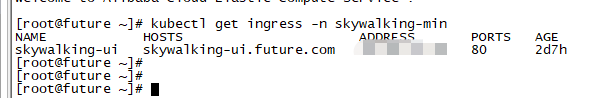 [root@future ~]# kubectl get ingress -n skywalking-min
NAME HOSTS ADDRESS PORTS AGE
skywalking-ui skywalking-ui.future.com 80 2d7h
[root@future ~]#
[root@future ~]#
[root@future ~]#